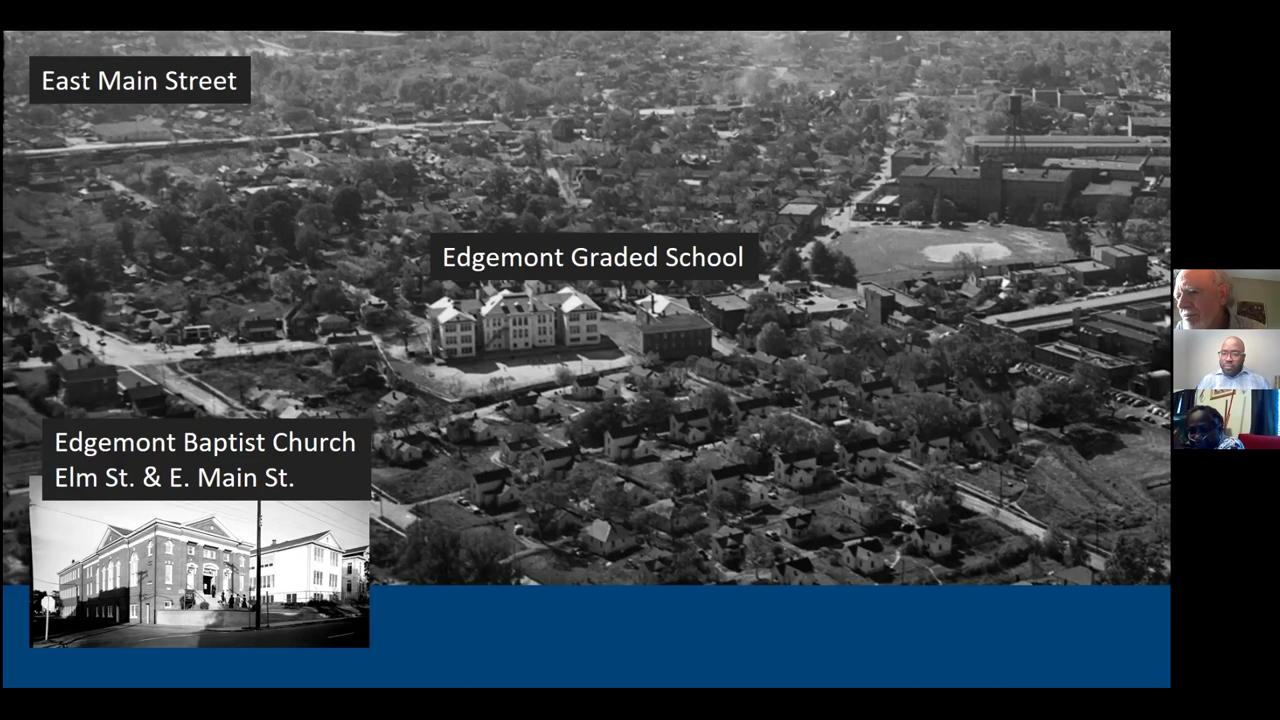 East Main Street
Edgemont Graded School
Edgemont Baptist Church
Elm St. & E. Main St.